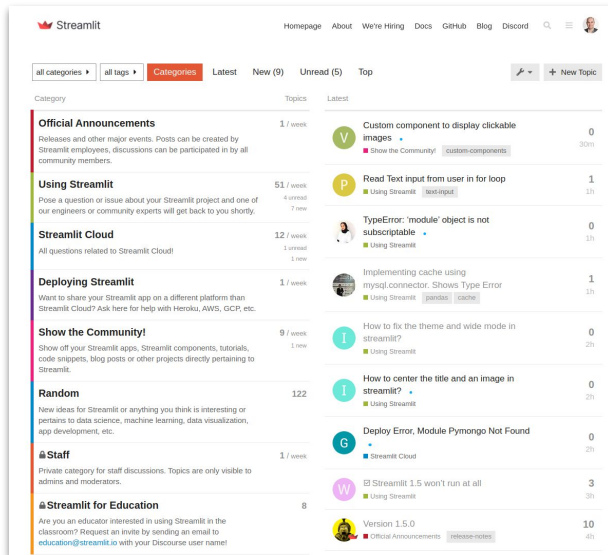 Streamlit
Homepage About We're Hiring Docs GitHub Blog Discord
all categories all tags Categories Latest New (9) Unread (5) Top
New Topic
Category Topics
Official Announcements 1 / week
Releases and other major events. Posts can be created by
Streamlit employees, discussions can be participated in by all
community members.
Using Streamlit 51 / week
Pose a question or issue about your Streamlit project and one of 4 unread
our engineers or community experts will get back to you shortly. 7 new
Streamlit Cloud 12 / week
All questions related to Streamlit Cloud! 1 unread
1 new
Deploying Streamlit 1 / week
Want to share your Streamlit app on a different platform than
Streamlit Cloud? Ask here for help with Heroku, AWS, GCP, etc.
Show the Community! 9 / week
Show off your Streamlit apps, Streamlit components, tutorials, 1 new
code snippets, blog posts or other projects directly pertaining to
Streamlit.
Random 122
New ideas for Streamlit or anything you think is interesting or
pertains to data science, machine learning, data visualization,
app development, etc.
Staff 1 / week
Private category for staff discussions. Topics are only visible to
admins and moderators.
Streamlit for Education 8
Are you an educator interested in using Streamlit in the
classroom? Request an invite by sending an email to
education@streamlit.io with your Discourse user name!
Latest
V
Custom component to display clickable
images 0
Show the Community! custom-components 30m
P
Read Text input from user in for loop 1
Using Streamlit text-input 1h
TypeError: 'module' object is not
subscriptable 0
Using Streamlit 1h
Implementing cache using
mysql.connector. Shows Type Error 1
Using Streamlit pandas cache 1h
I
How to fix the theme and wide mode in
streamlit? 0
Using Streamlit 2h
I
How to center the title and an image in
streamlit? 0
Using Streamlit 2h
G
Deploy Error, Module Pymongo Not Found 0
Streamlit Cloud 2h
W
Streamlit 1.5 won't run at all 3
Using Streamlit 3h
Version 1.5.0 10
Official Announcements release-notes 4h